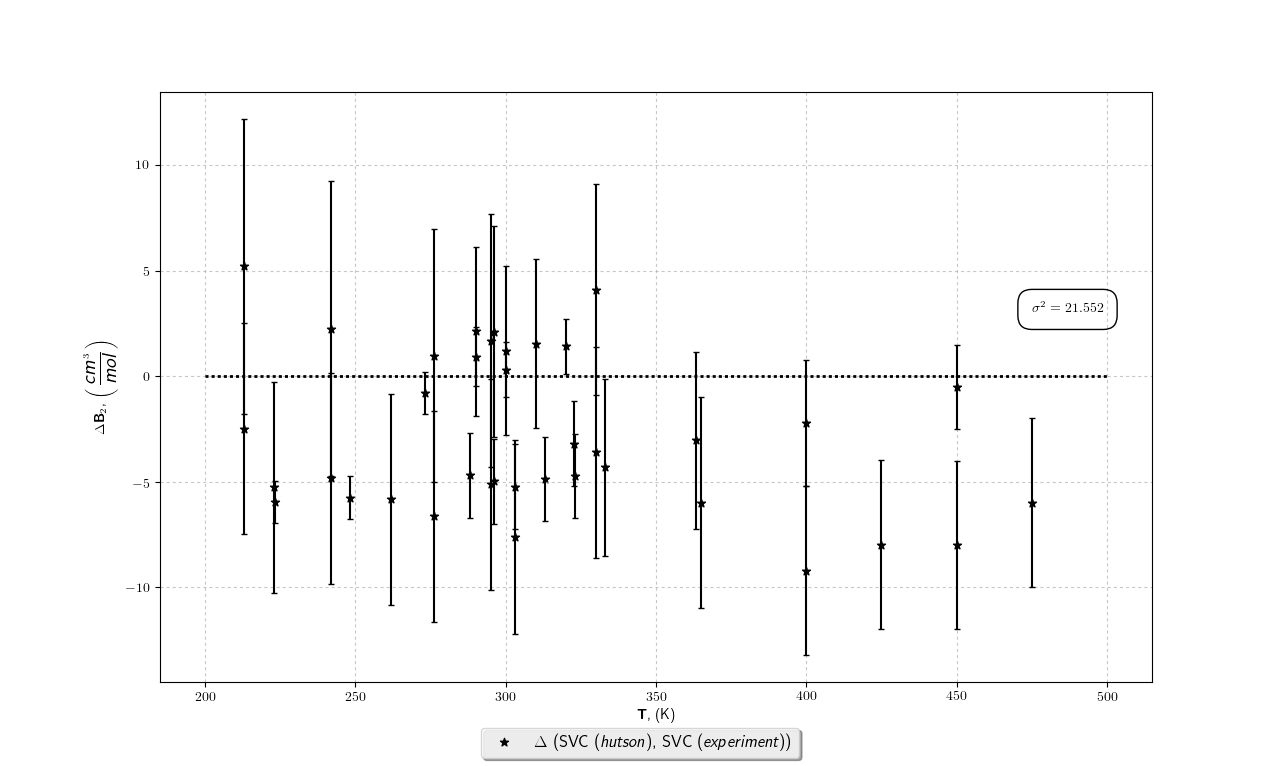 10
5
0
−5
−10
ΔB₂, (cm³/mol)
σ² = 21.552
200 250 300 350 400 450 500
T, (K)
Δ (SVC (hutson), SVC (experiment))